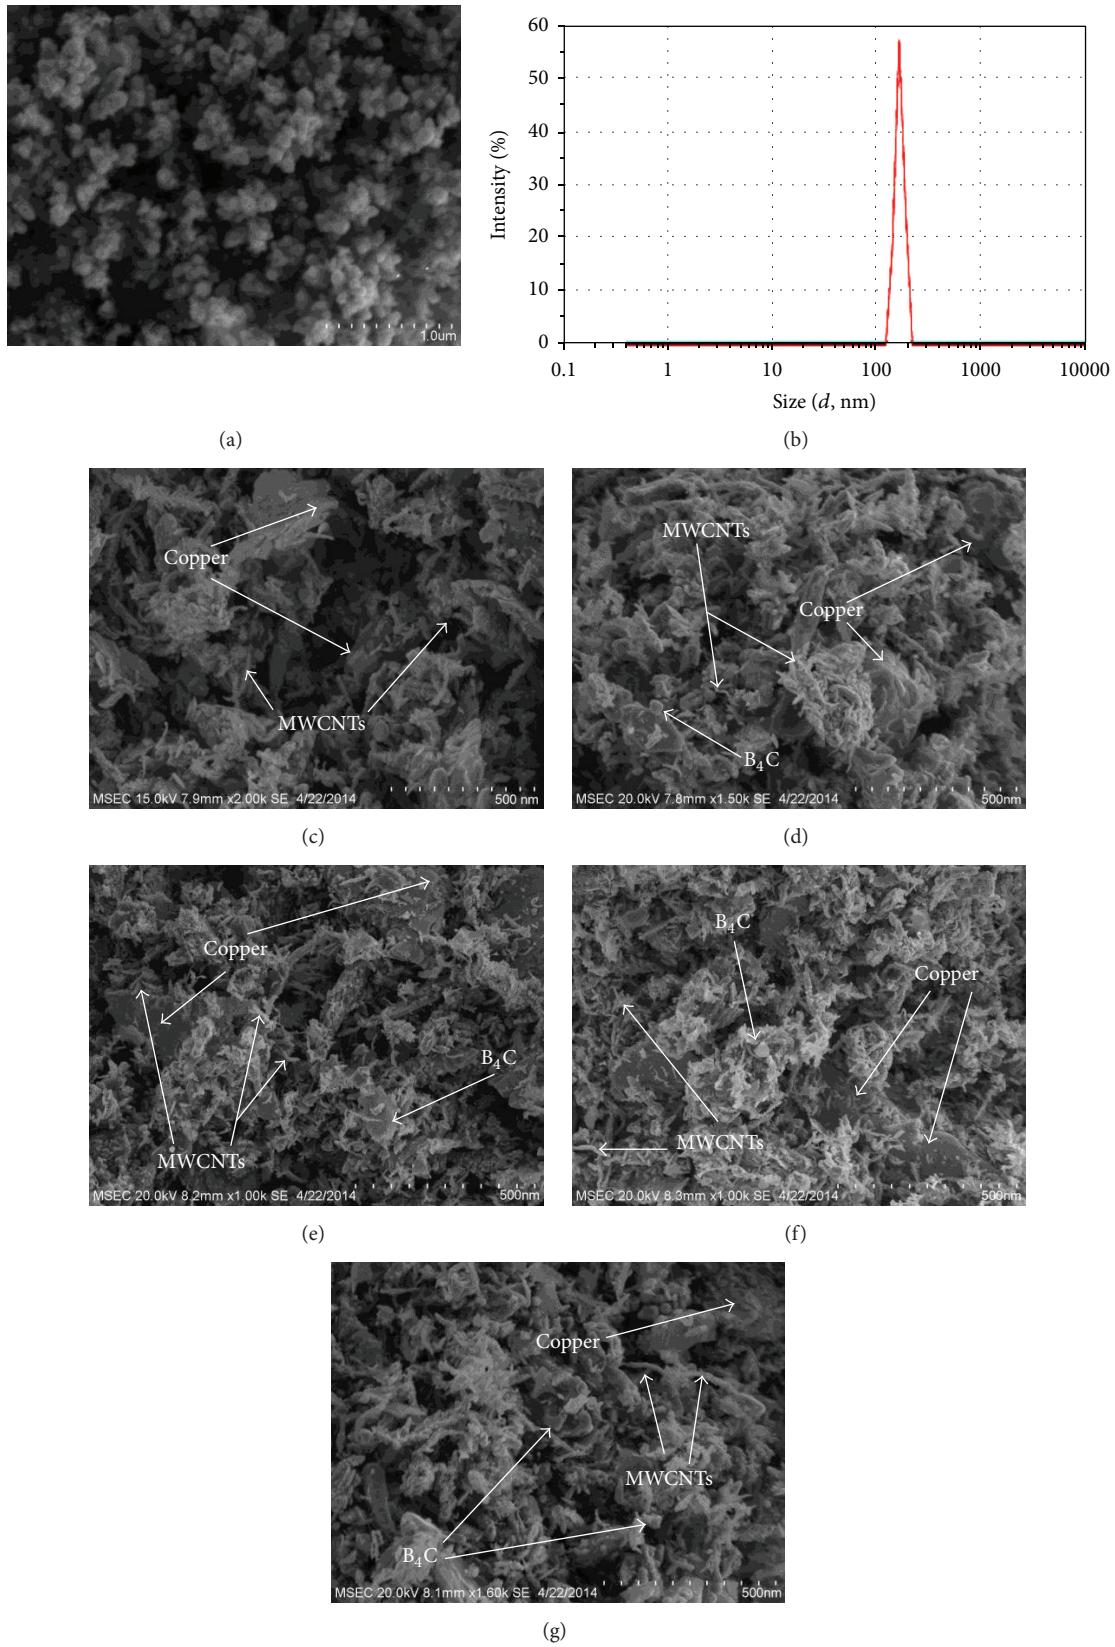 1.0um
(a)
60
50
40
30
20
10
0
Intensity (%)
0.1 1 10 100 1000 10000
Size (d, nm)
(b)
Copper
MWCNTs
MSEC 15.0kV 7.9mm x2.00k SE 4/22/2014 500 nm
(c)
MWCNTs
Copper
B₄C
MSEC 20.0kV 7.8mm x1.50k SE 4/22/2014 500nm
(d)
Copper
B₄C
MWCNTs
MSEC 20.0kV 8.2mm x1.00k SE 4/22/2014 500nm
(e)
B₄C
Copper
MWCNTs
MSEC 20.0kV 8.3mm x1.00k SE 4/22/2014 500nm
(f)
Copper
MWCNTs
B₄C
MSEC 20.0kV 8.1mm x1.60k SE 4/22/2014 500nm
(g)